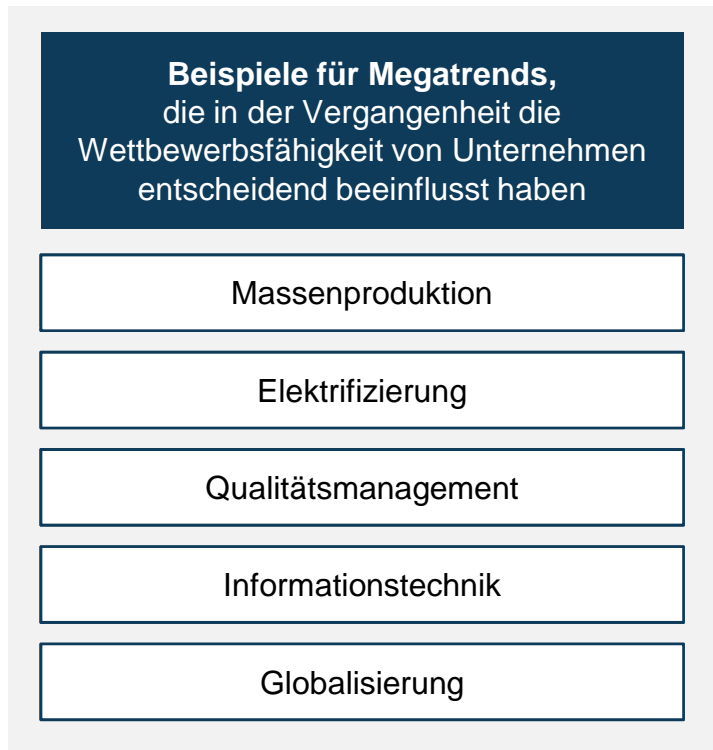 Beispiele für Megatrends,
die in der Vergangenheit die
Wettbewerbsfähigkeit von Unternehmen
entscheidend beeinflusst haben
Massenproduktion
Elektrifizierung
Qualitätsmanagement
Informationstechnik
Globalisierung